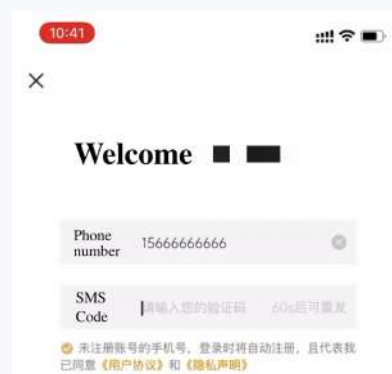 10:41
Welcome
Phone number
15666666666
SMS Code
请输入您的验证码 60s后可重发
未注册账号的手机号，登录时将自动注册，且代表我
已同意《用户协议》和《隐私声明》